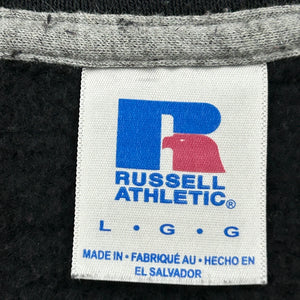 RUSSELL
ATHLETIC®
L • G • G
MADE IN • FABRIQUÉ AU • HECHO EN
EL SALVADOR